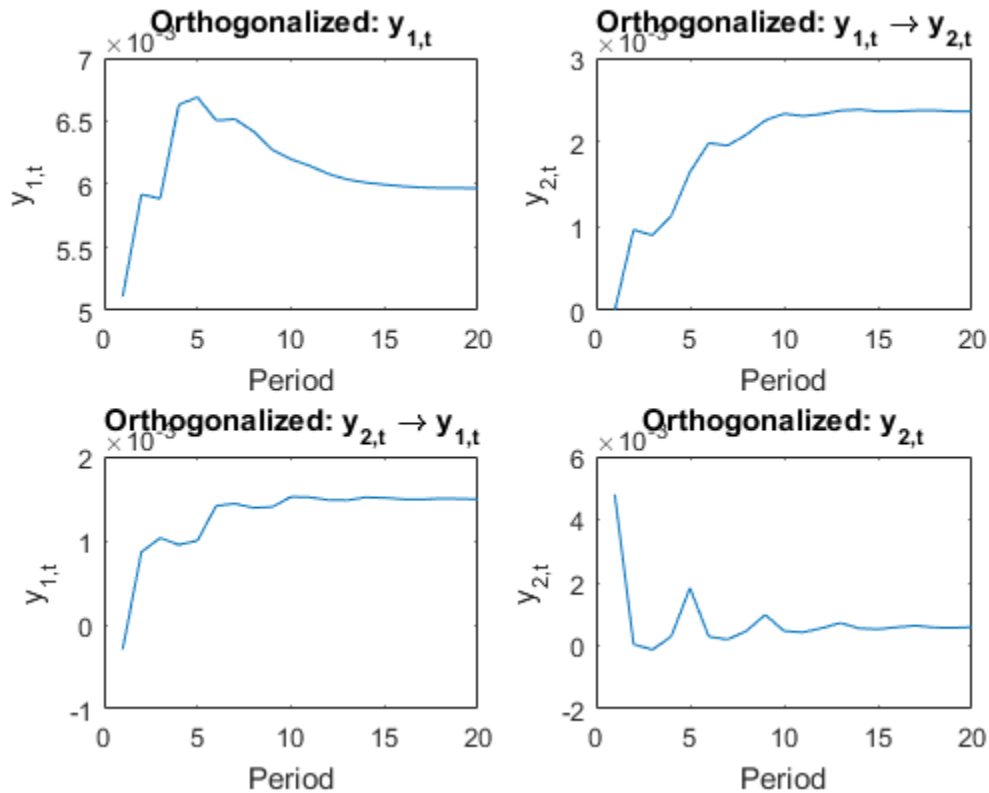 Orthogonalized: y1,t
×10-3
7
6.5
6
5.5
5
y1,t
0 5 10 15 20
Period
Orthogonalized: y1,t → y2,t
×10-3
3
2
1
0
y2,t
0 5 10 15 20
Period
Orthogonalized: y2,t → y1,t
×10-3
2
1
0
-1
y1,t
0 5 10 15 20
Period
Orthogonalized: y2,t
×10-3
6
4
2
0
-2
y2,t
0 5 10 15 20
Period